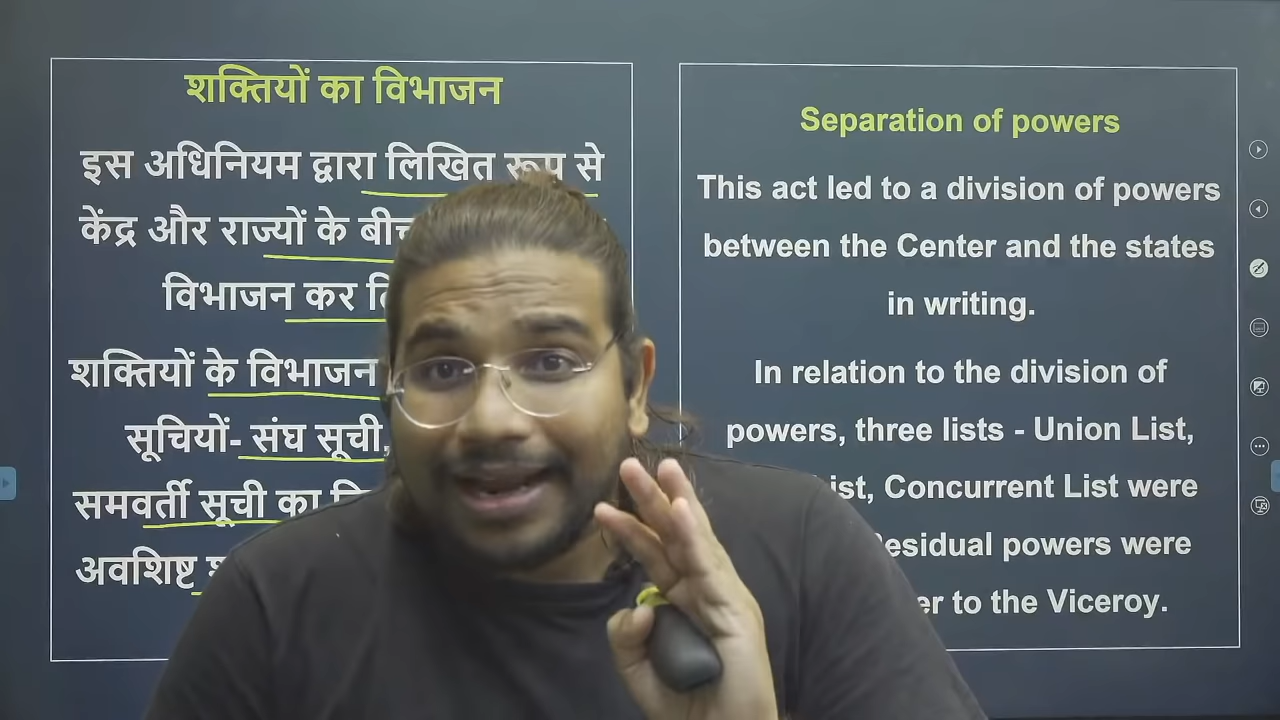 शक्तियों का विभाजन
इस अधिनियम द्वारा लिखित रूप से
केंद्र और राज्यों के बीच
विभाजन कर
शक्तियों के विभाजन
सूचियों- संघ सूची,
समवर्ती सूची का
अवशिष्ट
Separation of powers
This act led to a division of powers
between the Center and the states
in writing.
In relation to the division of
powers, three lists - Union List,
ist, Concurrent List were
esidual powers were
er to the Viceroy.